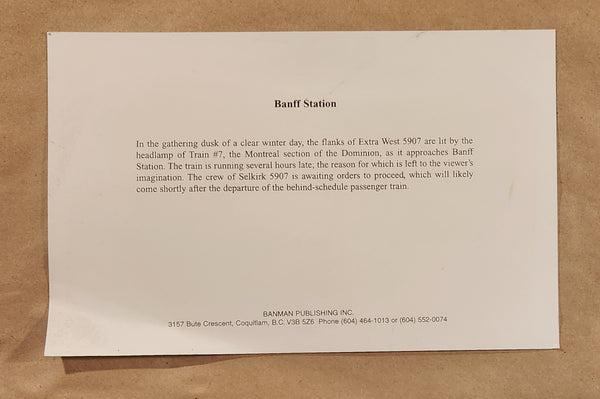 Banff Station
In the gathering dusk of a clear winter day, the flanks of Extra West 5907 are lit by the
headlamp of Train #7, the Montreal section of the Dominion, as it approaches Banff
Station. The train is running several hours late; the reason for which is left to the viewer's
imagination. The crew of Selkirk 5907 is awaiting orders to proceed, which will likely
come shortly after the departure of the behind-schedule passenger train.
BANMAN PUBLISHING INC.
3157 Bute Crescent, Coquitlam, B.C. V3B 5Z6 Phone (604) 464-1013 or (604) 552-0074